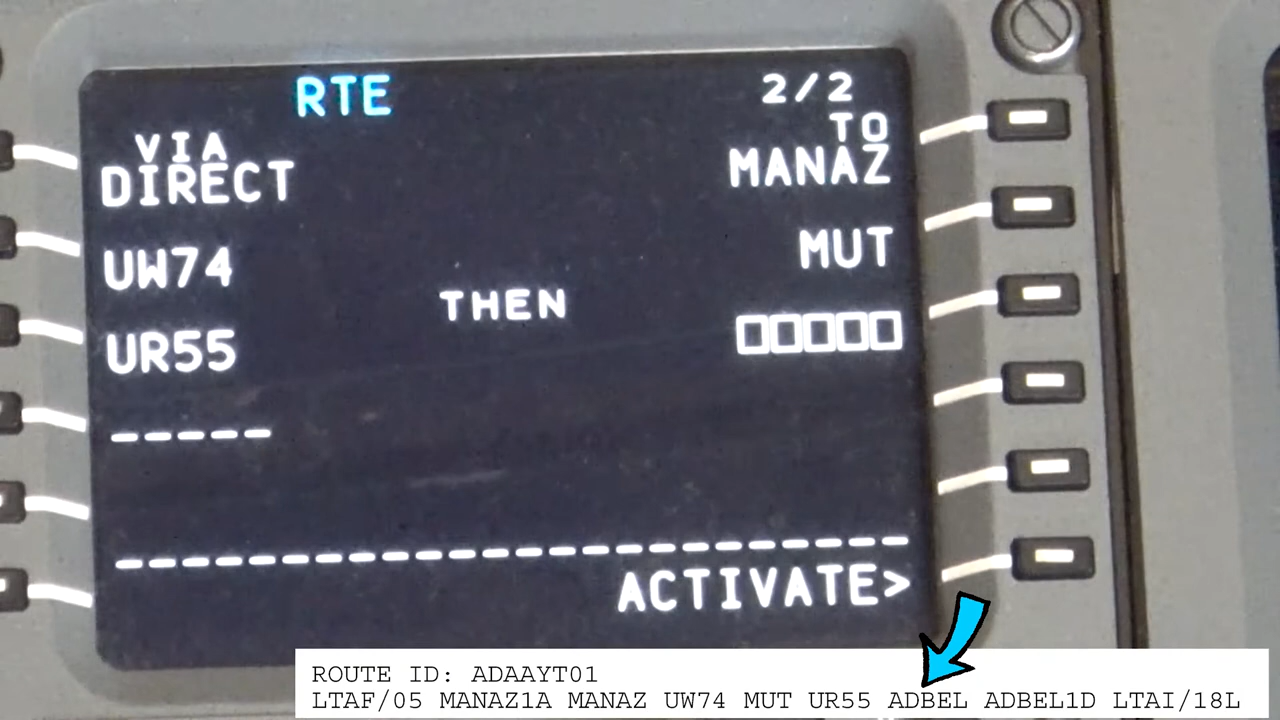 RTE 2/2
VIA TO
DIRECT MANAZ
UW74 MUT
THEN
UR55 □□□□□
-----
------------------------
ACTIVATE>
ROUTE ID: ADAAYT01
LTAF/05 MANAZ1A MANAZ UW74 MUT UR55 ADBEL ADBEL1D LTAI/18L